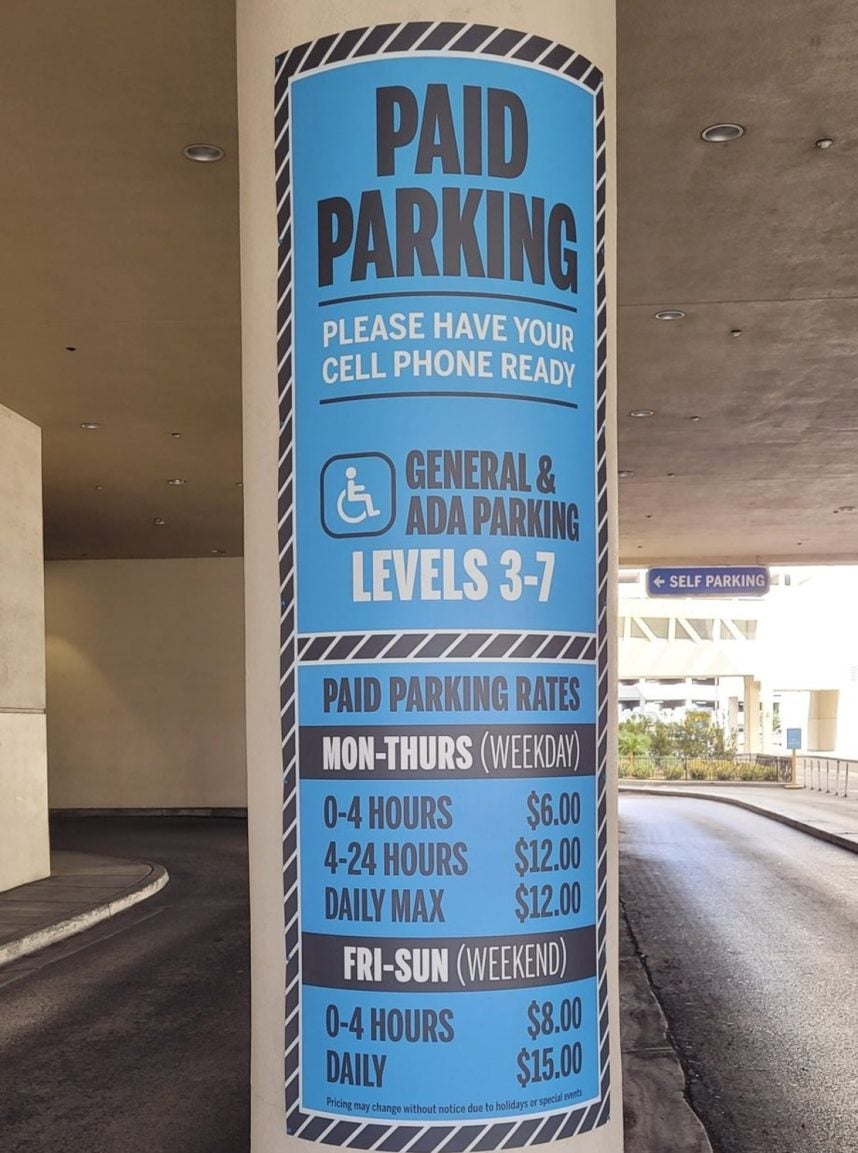 PAID
PARKING
PLEASE HAVE YOUR
CELL PHONE READY
GENERAL &
ADA PARKING
LEVELS 3-7
PAID PARKING RATES
MON-THURS (WEEKDAY)
0-4 HOURS $6.00
4-24 HOURS $12.00
DAILY MAX $12.00
FRI-SUN (WEEKEND)
0-4 HOURS $8.00
DAILY $15.00
Pricing may change without notice due to holidays or special events
← SELF PARKING